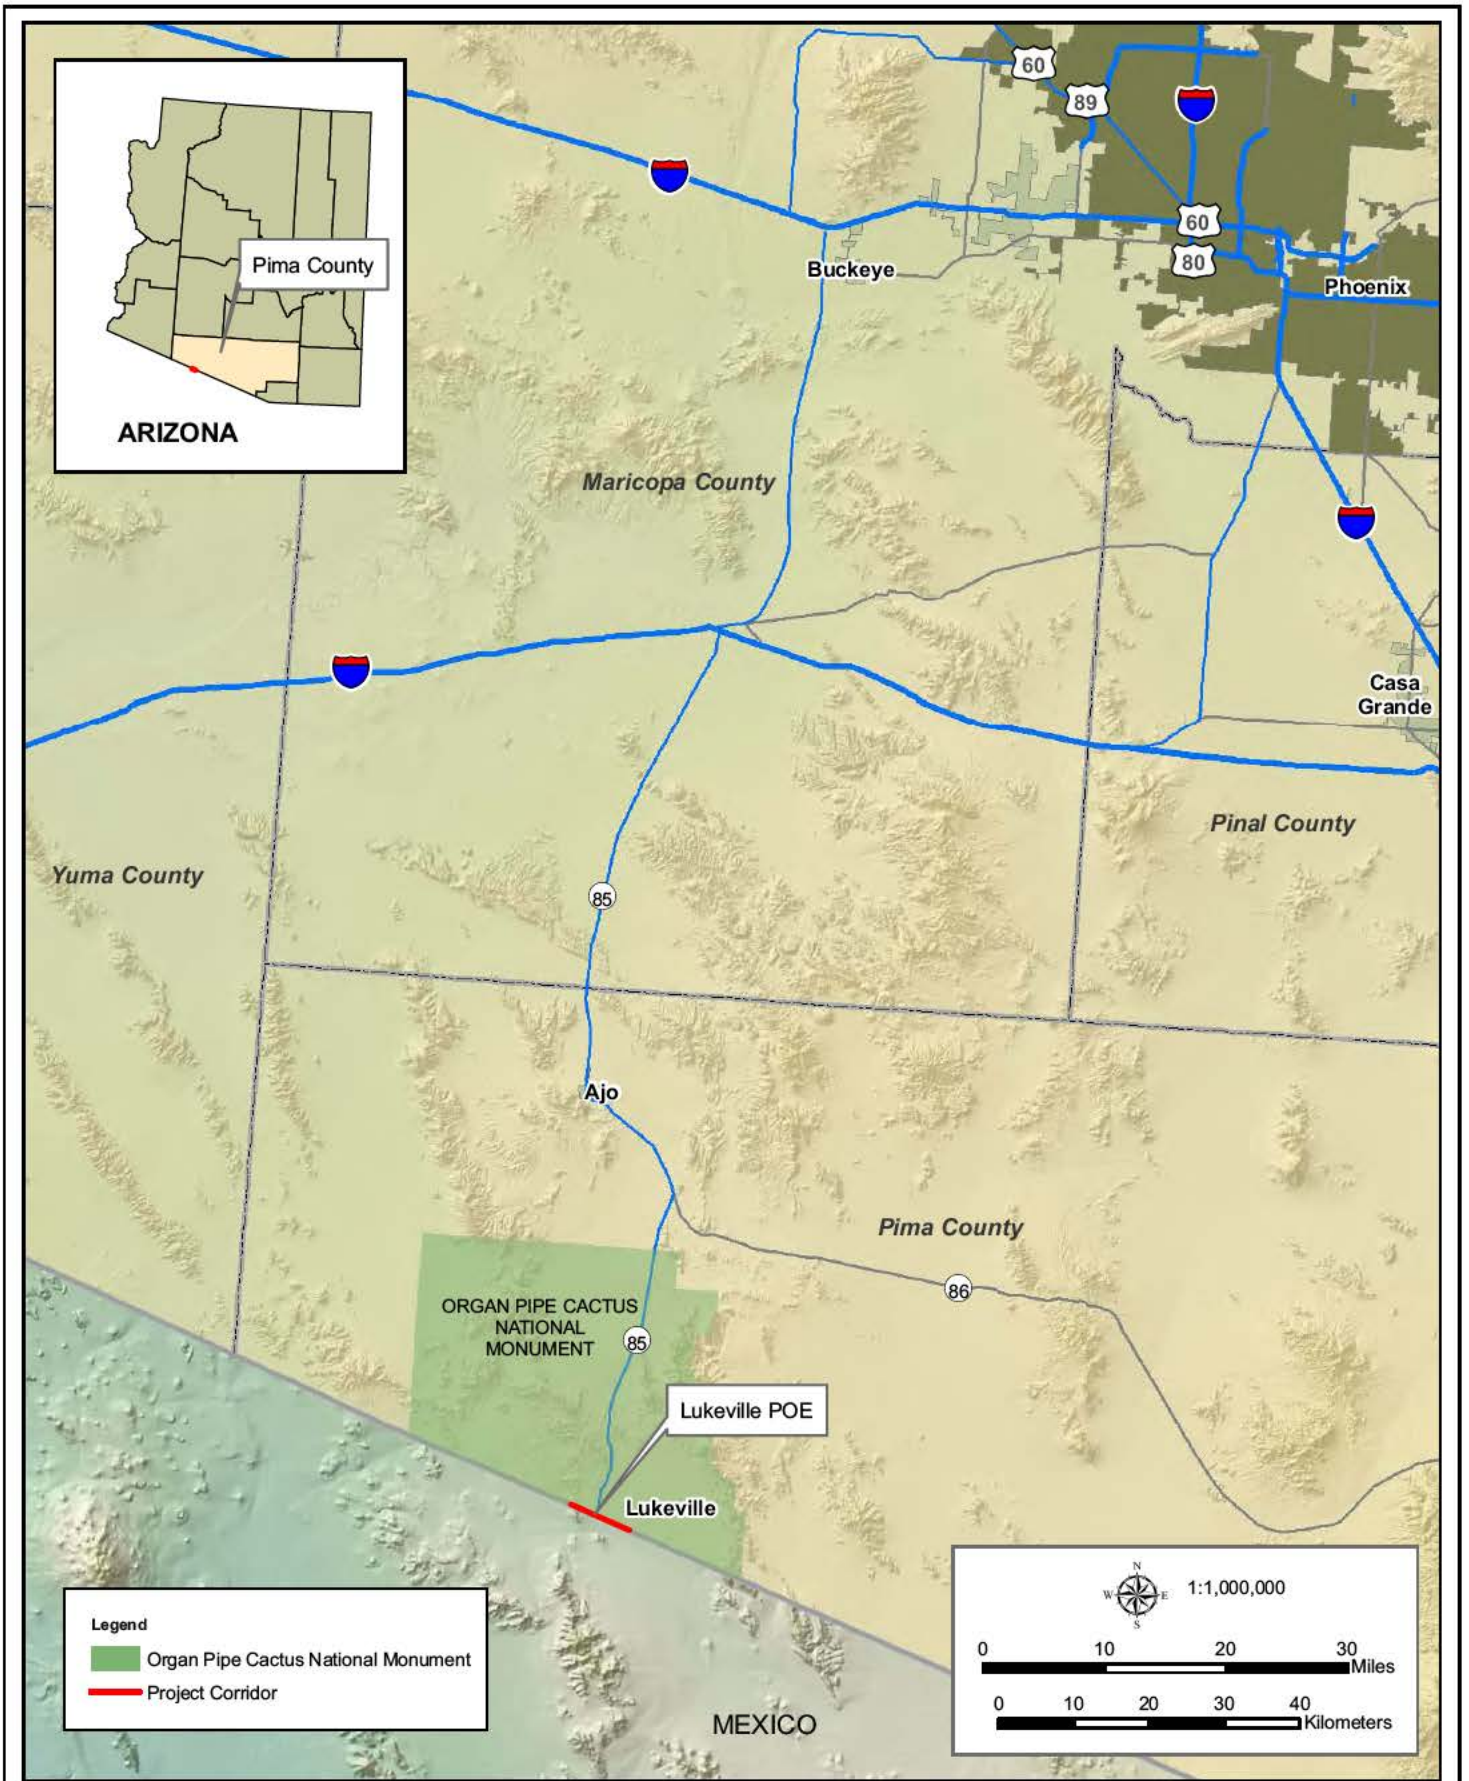 60
89
Pima County
60
80
Buckeye
Phoenix
ARIZONA
Maricopa County
Casa
Grande
Pinal County
Yuma County
85
Ajo
Pima County
86
ORGAN PIPE CACTUS
NATIONAL
MONUMENT
85
Lukeville POE
Lukeville
N
W E
S
1:1,000,000
0 10 20 30
Miles
0 10 20 30 40
Kilometers
Legend
Organ Pipe Cactus National Monument
Project Corridor
MEXICO